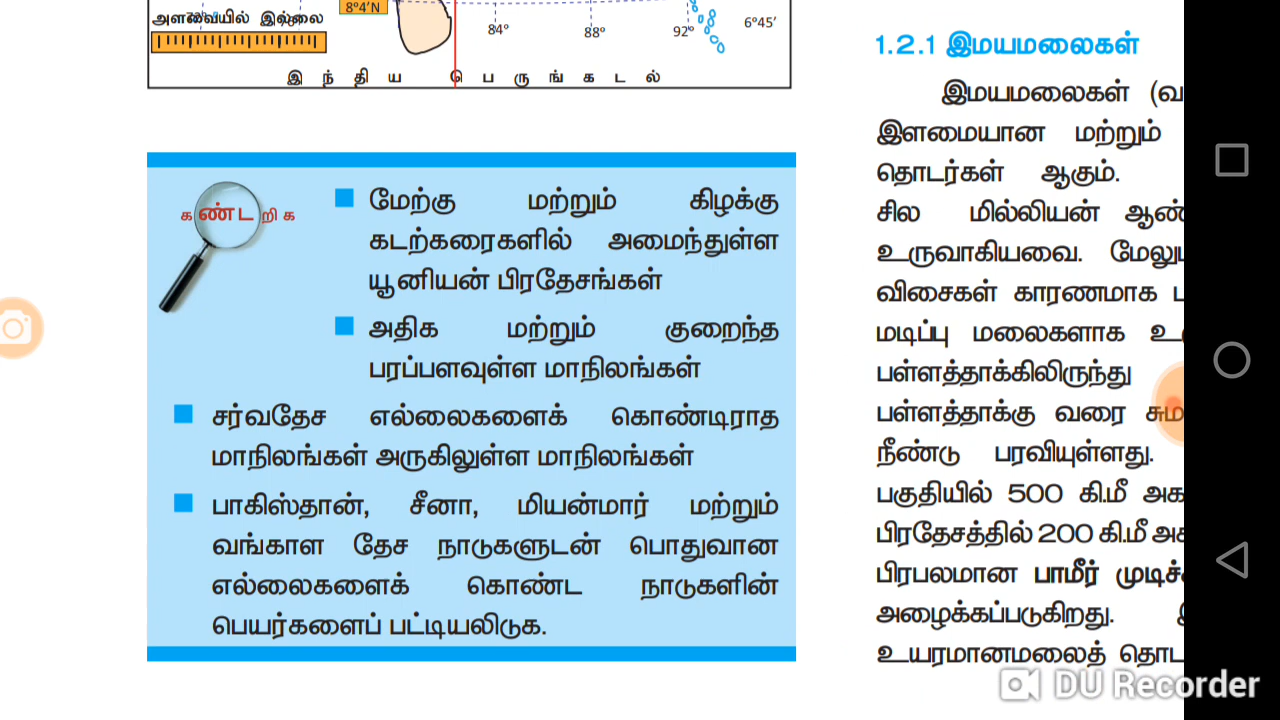 அளவையில் இல்லை
8°4'N
84°
88°
92°
6°45'
இந்திய பெருங்கடல்
கண்டறிக
மேற்கு மற்றும் கிழக்கு
கடற்கரைகளில் அமைந்துள்ள
யூனியன் பிரதேசங்கள்
அதிக மற்றும் குறைந்த
பரப்பளவுள்ள மாநிலங்கள்
சர்வதேச எல்லைகளைக் கொண்டிராத
மாநிலங்கள் அருகிலுள்ள மாநிலங்கள்
பாகிஸ்தான், சீனா, மியன்மார் மற்றும்
வங்காள தேச நாடுகளுடன் பொதுவான
எல்லைகளைக் கொண்ட நாடுகளின்
பெயர்களைப் பட்டியலிடுக.
1.2.1 இமயமலைகள்
இமயமலைகள் (வ
இளமையான மற்றும்
தொடர்கள் ஆகும்.
சில மில்லியன் ஆண்
உருவாகியவை. மேலும
விசைகள் காரணமாக ப
மடிப்பு மலைகளாக உ
பள்ளத்தாக்கிலிருந்து
பள்ளத்தாக்கு வரை சும
நீண்டு பரவியுள்ளது.
பகுதியில் 500 கி.மீ அக
பிரதேசத்தில் 200 கி.மீ அக
பிரபலமான பாமீர் முடிச்
அழைக்கப்படுகிறது.
உயரமானமலைத் தொட
DU Recorder